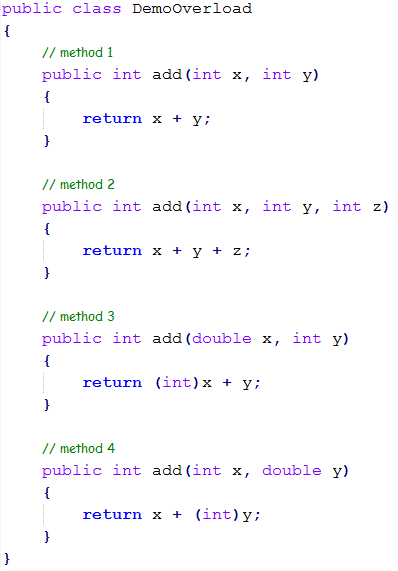 public class DemoOverload
{
// method 1
public int add(int x, int y)
{
return x + y;
}
// method 2
public int add(int x, int y, int z)
{
return x + y + z;
}
// method 3
public int add(double x, int y)
{
return (int)x + y;
}
// method 4
public int add(int x, double y)
{
return x + (int)y;
}
}